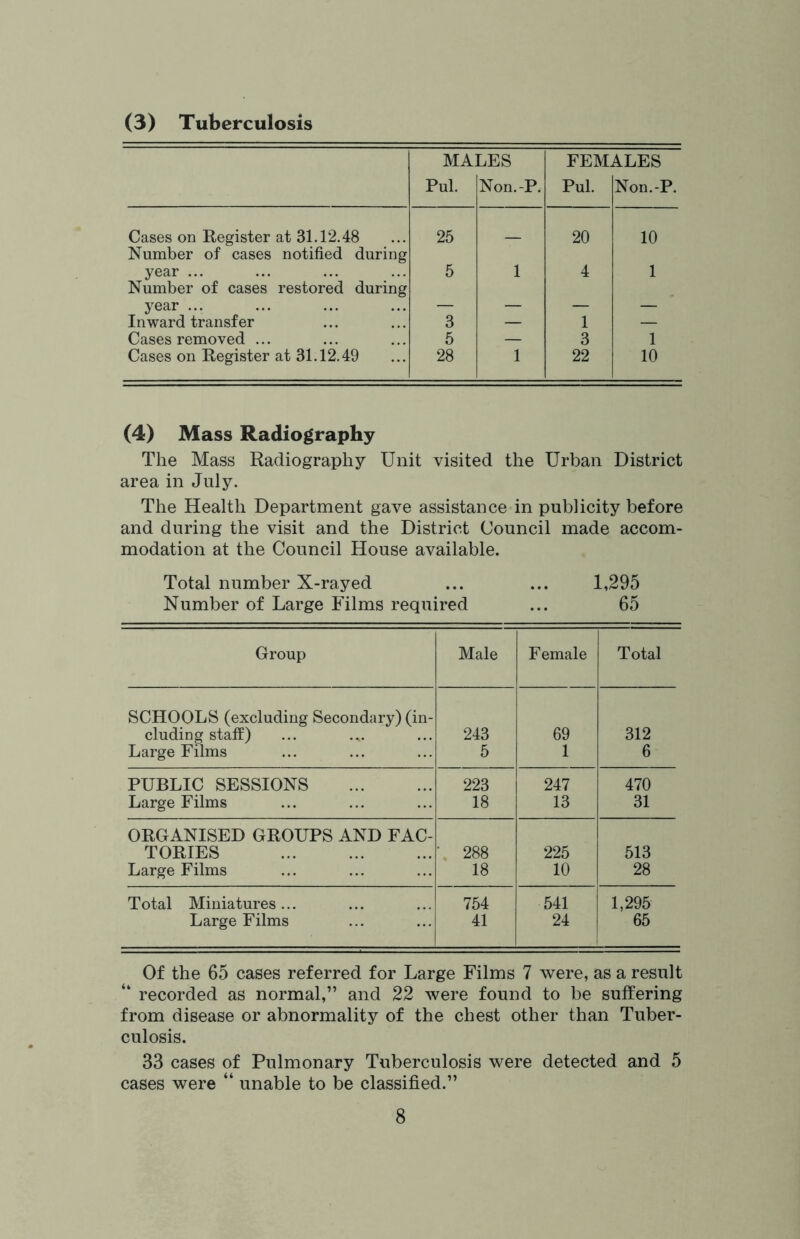 (3) Tuberculosis
MALES FEMALES
Pul. Non.-P. Pul. Non.-P.
Cases on Register at 31.12.48 ... 25 — 20 10
Number of cases notified during
year ... ... ... ... 5 1 4 1
Number of cases restored during
year ... ... ... ... — — — —
Inward transfer ... ... 3 — 1 —
Cases removed ... ... ... 5 — 3 1
Cases on Register at 31.12.49 ... 28 1 22 10
(4) Mass Radiography
The Mass Radiography Unit visited the Urban District
area in July.
The Health Department gave assistance in publicity before
and during the visit and the District Council made accom-
modation at the Council House available.
Total number X-rayed ... ... 1,295
Number of Large Films required ... 65
Group Male Female Total
SCHOOLS (excluding Secondary) (in-
cluding staff) ... ... ... 243 69 312
Large Films ... ... ... 5 1 6
PUBLIC SESSIONS ... ... 223 247 470
Large Films ... ... ... 18 13 31
ORGANISED GROUPS AND FAC-
TORIES ... ... ... 288 225 513
Large Films ... ... ... 18 10 28
Total Miniatures ... ... ... 754 541 1,295
Large Films ... ... 41 24 65
Of the 65 cases referred for Large Films 7 were, as a result
“ recorded as normal,” and 22 were found to be suffering
from disease or abnormality of the chest other than Tuber-
culosis.
33 cases of Pulmonary Tuberculosis were detected and 5
cases were “ unable to be classified.”
8